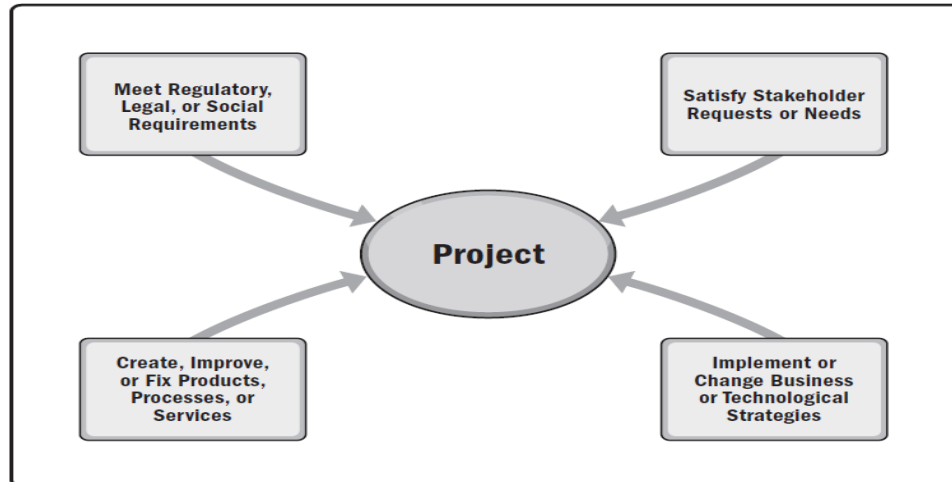 Meet Regulatory,
Legal, or Social
Requirements
Satisfy Stakeholder
Requests or Needs
Project
Create, Improve,
or Fix Products,
Processes, or
Services
Implement or
Change Business
or Technological
Strategies